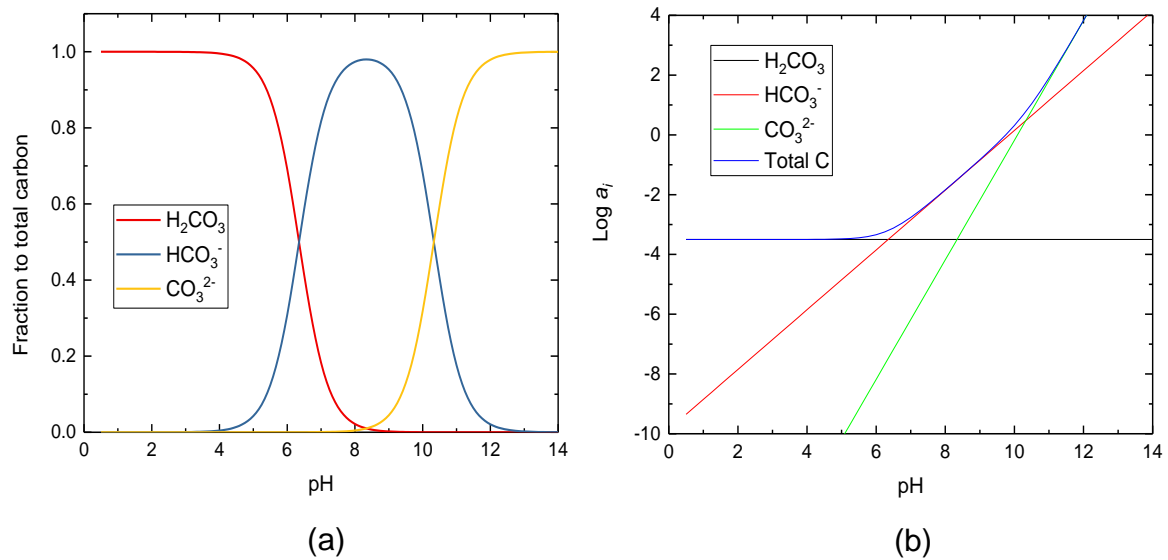 Fraction to total carbon
1.0
0.8
0.6
0.4
0.2
0.0
H₂CO₃
HCO₃⁻
CO₃²⁻
0 2 4 6 8 10 12 14
pH
(a)
Log aᵢ
4
2
0
-2
-4
-6
-8
-10
H₂CO₃
HCO₃⁻
CO₃²⁻
Total C
0 2 4 6 8 10 12 14
pH
(b)